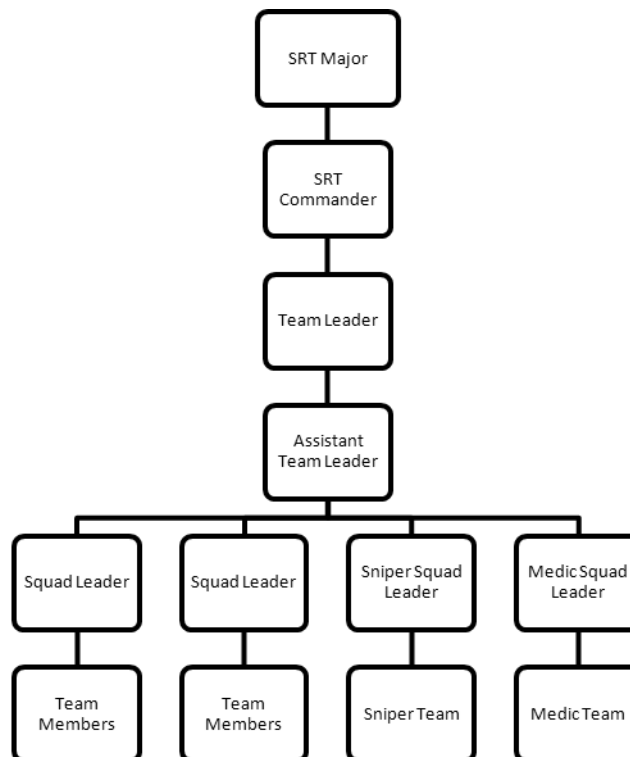 SRT Major
SRT
Commander
Team Leader
Assistant
Team Leader
Squad Leader
Squad Leader
Sniper Squad
Leader
Medic Squad
Leader
Team
Members
Team
Members
Sniper Team
Medic Team